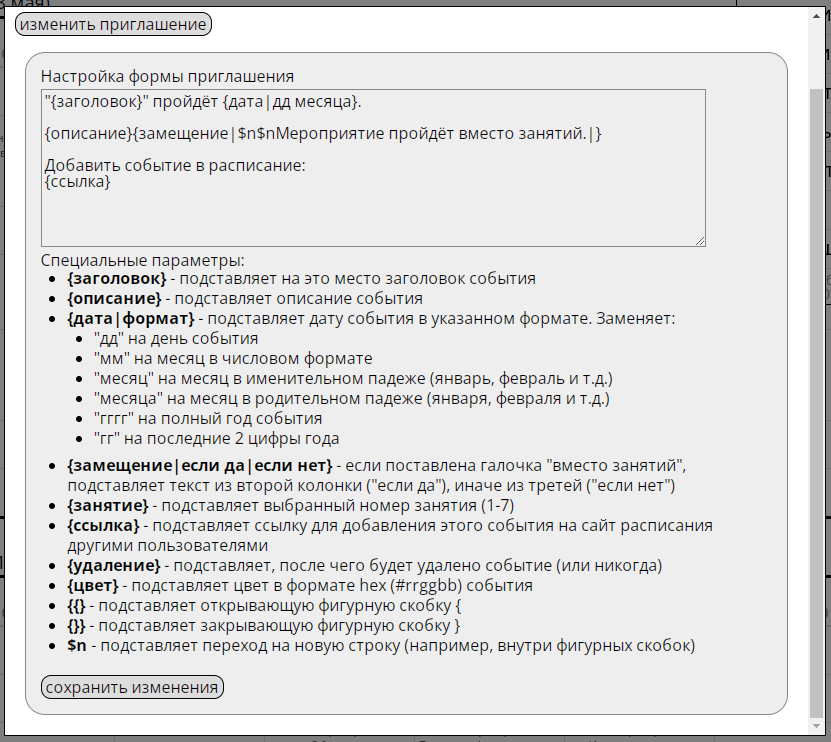 изменить приглашение
Настройка формы приглашения
"{заголовок}" пройдёт {дата|дд месяца}.
{описание}{замещение|$n$nМероприятие пройдёт вместо занятий.|}
Добавить событие в расписание:
{ссылка}
Специальные параметры:
{заголовок} - подставляет на это место заголовок события
{описание} - подставляет описание события
{дата|формат} - подставляет дату события в указанном формате. Заменяет:
"дд" на день события
"мм" на месяц в числовом формате
"месяц" на месяц в именительном падеже (январь, февраль и т.д.)
"месяца" на месяц в родительном падеже (января, февраля и т.д.)
"гггг" на полный год события
"гг" на последние 2 цифры года
{замещение|если да|если нет} - если поставлена галочка "вместо занятий",
подставляет текст из второй колонки ("если да"), иначе из третей ("если нет")
{занятие} - подставляет выбранный номер занятия (1-7)
{ссылка} - подставляет ссылку для добавления этого события на сайт расписания
другими пользователями
{удаление} - подставляет, после чего будет удалено событие (или никогда)
{цвет} - подставляет цвет в формате hex (#rrggbb) события
{{} - подставляет открывающую фигурную скобку {
{}} - подставляет закрывающую фигурную скобку }
$n - подставляет переход на новую строку (например, внутри фигурных скобок)
сохранить изменения